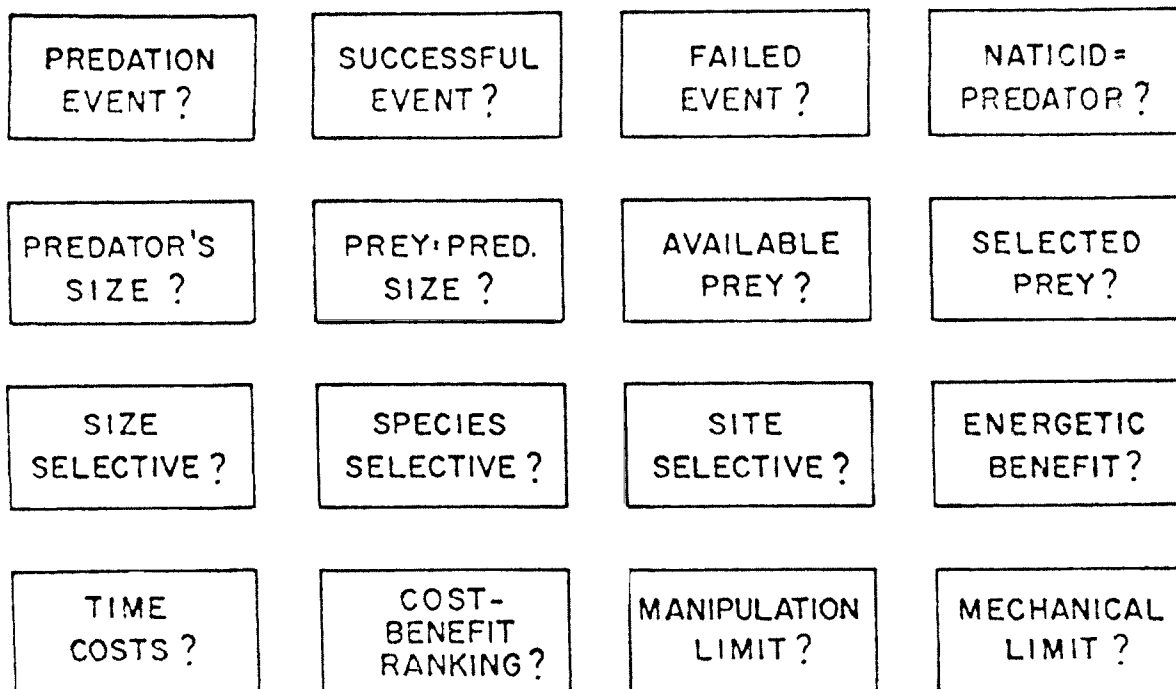 PREDATION
EVENT?
SUCCESSFUL
EVENT?
FAILED
EVENT?
NATICID=
PREDATOR?
PREDATOR'S
SIZE?
PREY:PRED.
SIZE?
AVAILABLE
PREY?
SELECTED
PREY?
SIZE
SELECTIVE?
SPECIES
SELECTIVE?
SITE
SELECTIVE?
ENERGETIC
BENEFIT?
TIME
COSTS?
COST-
BENEFIT
RANKING?
MANIPULATION
LIMIT?
MECHANICAL
LIMIT?